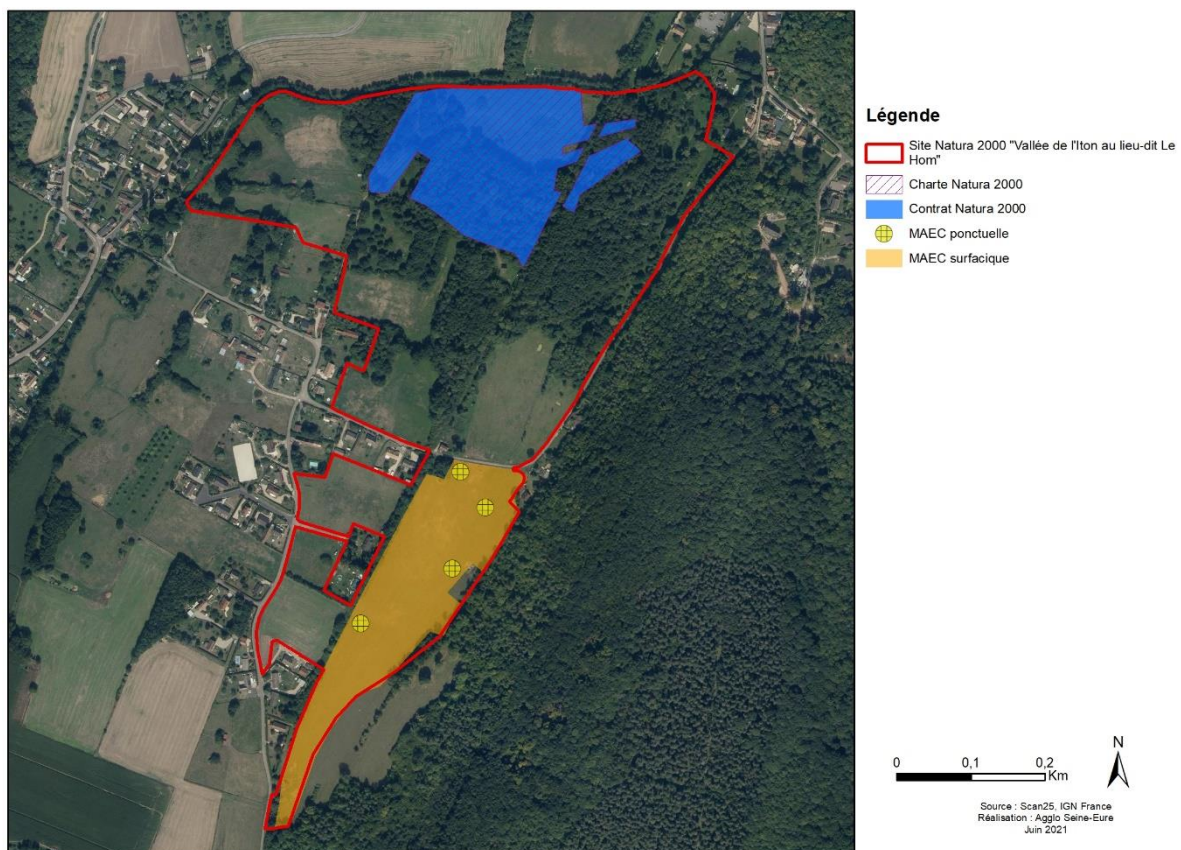 Légende
Site Natura 2000 "Vallée de l'Iton au lieu-dit Le
Hom"
Charte Natura 2000
Contrat Natura 2000
MAEC ponctuelle
MAEC surfacique
N
0 0,1 0,2
Km
Source : Scan25, IGN France
Réalisation : Agglo Seine-Eure
Juin 2021